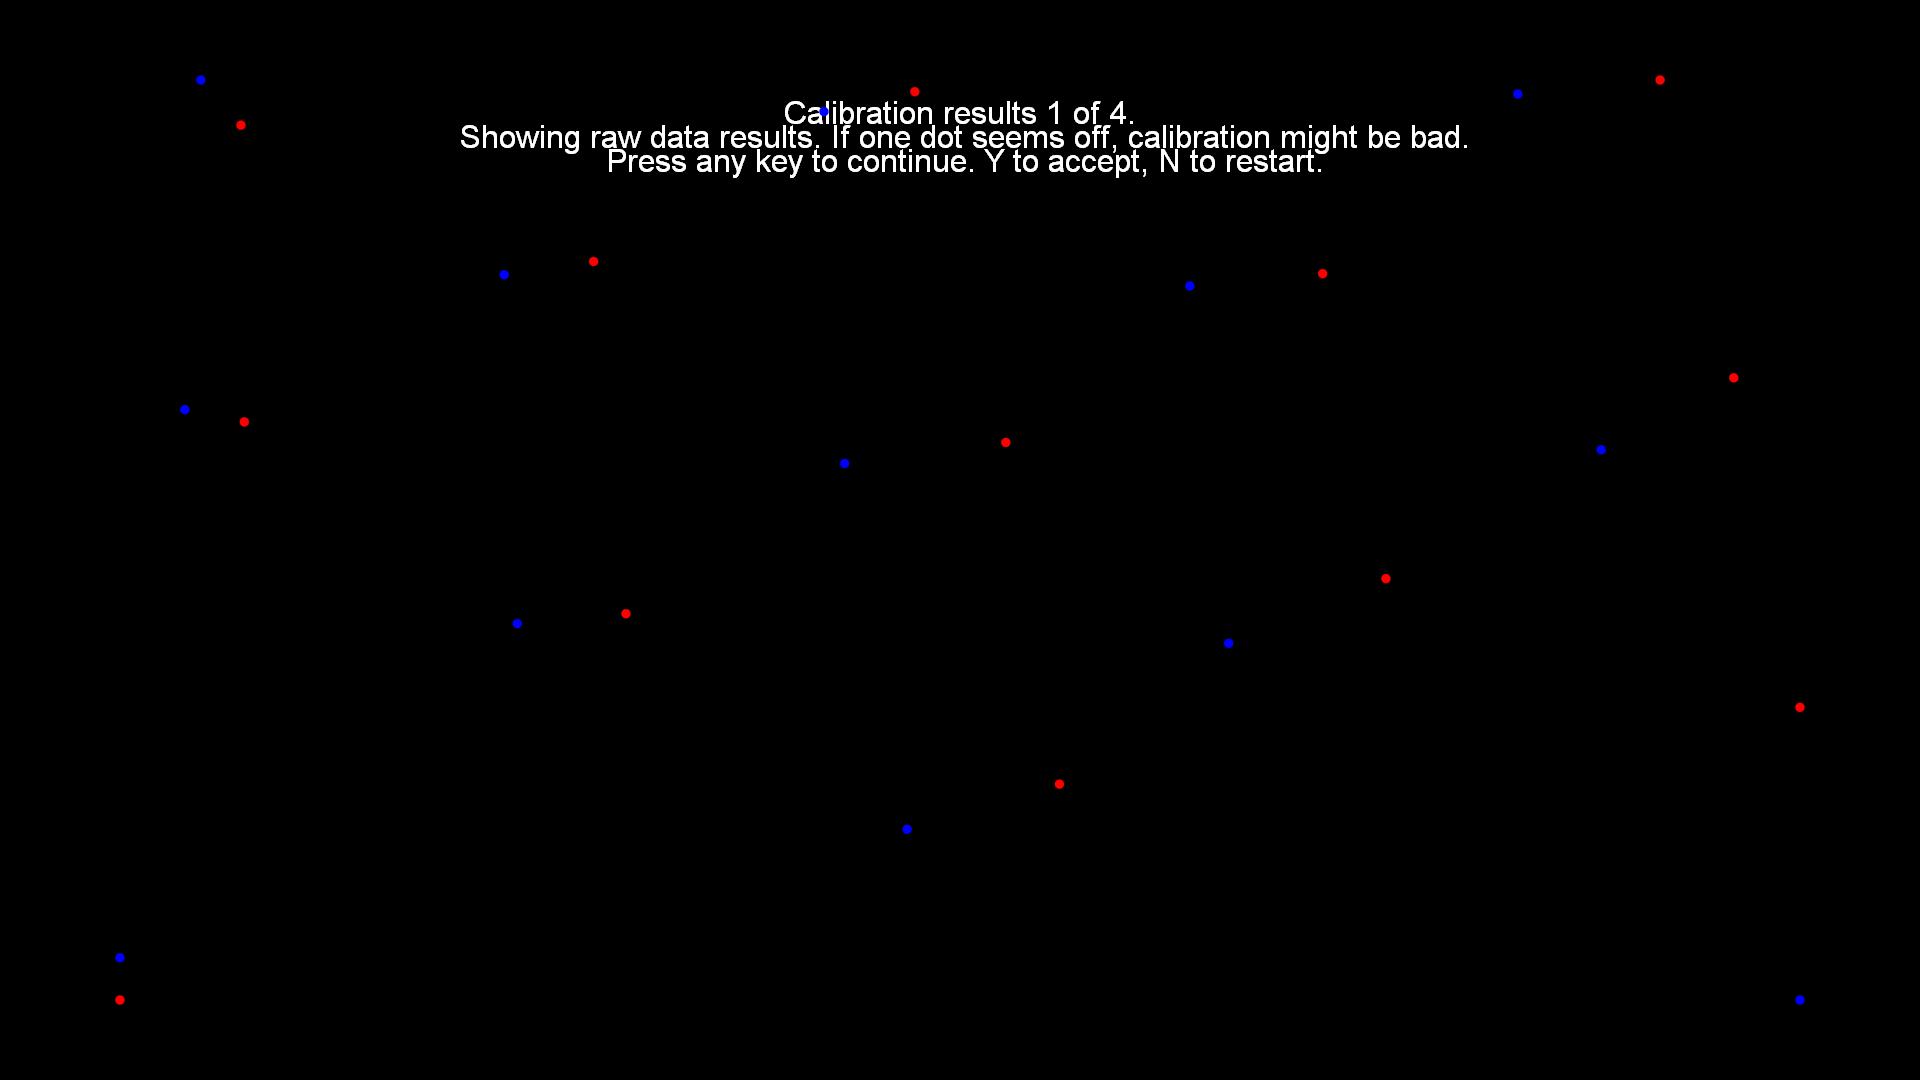 Calibration results 1 of 4.
Showing raw data results. If one dot seems off, calibration might be bad.
Press any key to continue. Y to accept, N to restart.